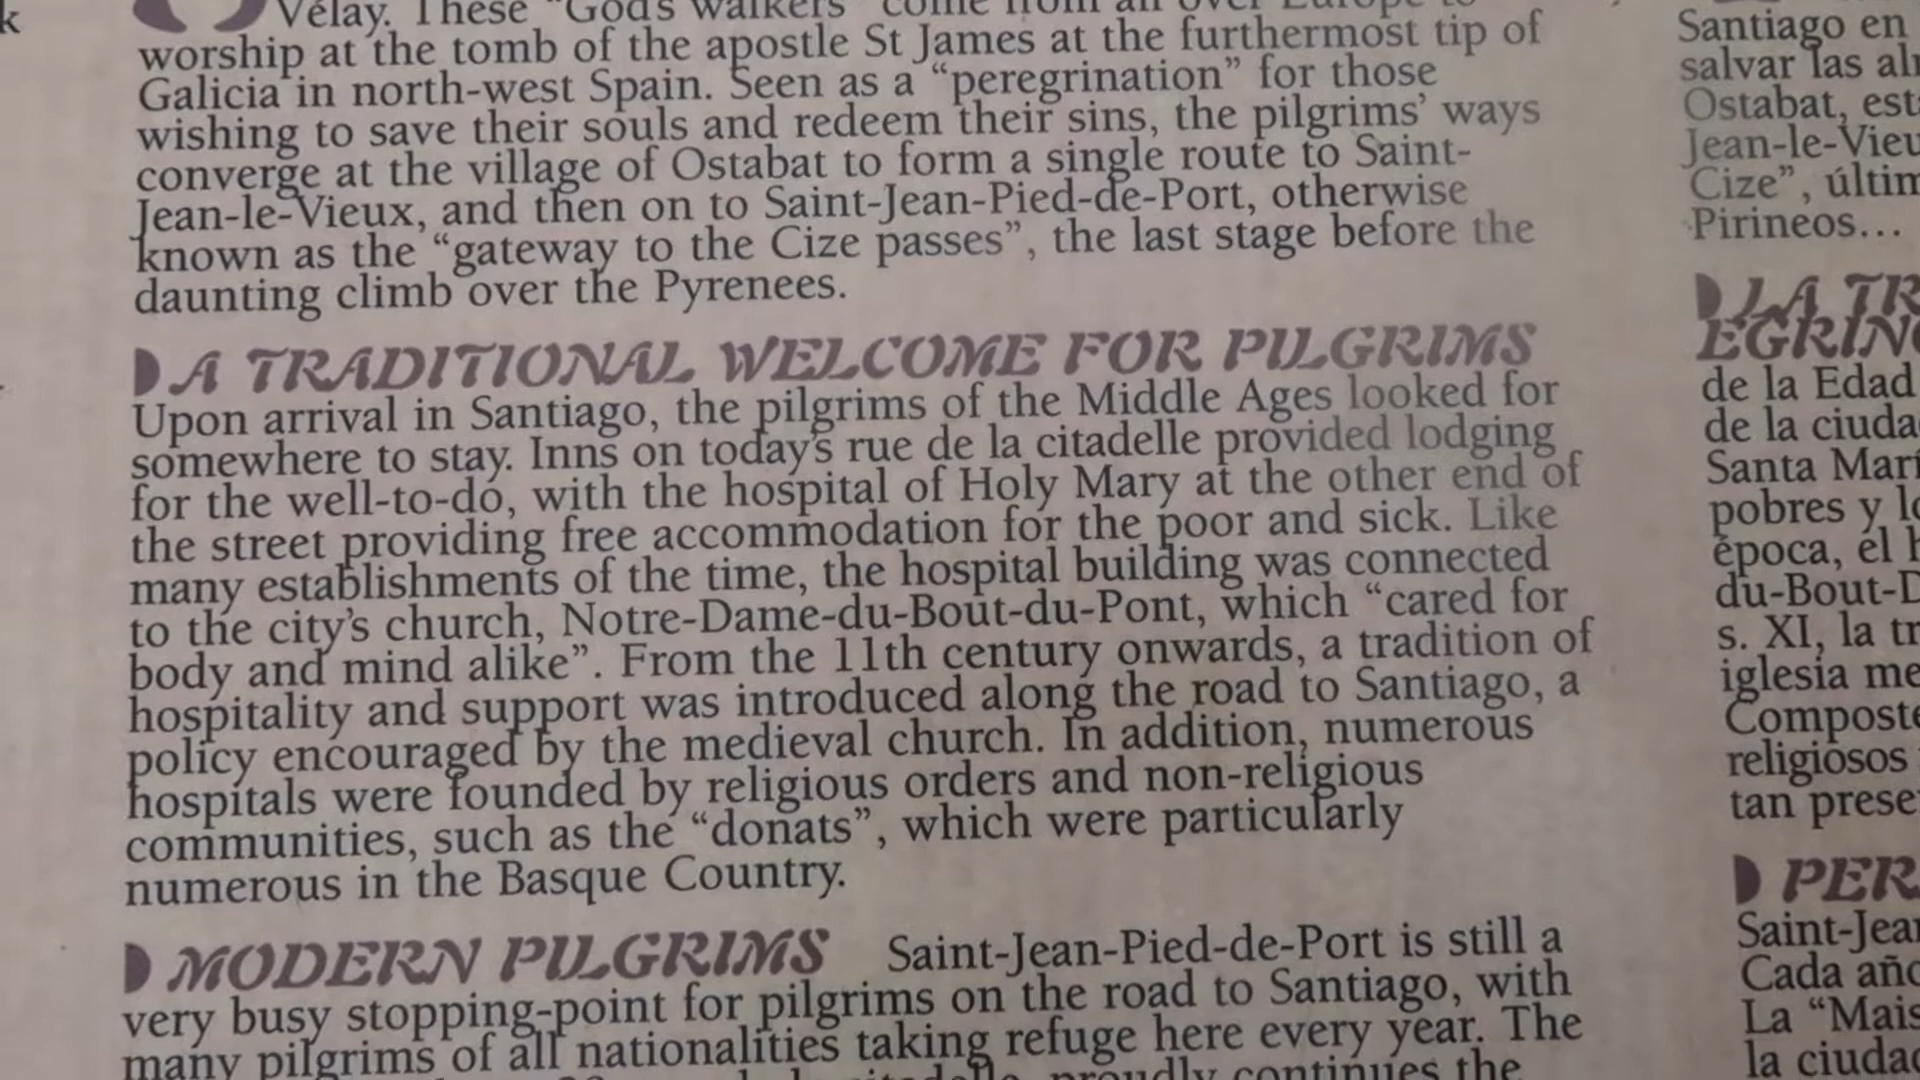 k
Vélay. These "God's walkers" come from all over Europe to
worship at the tomb of the apostle St James at the furthermost tip of
Galicia in north-west Spain. Seen as a “peregrination” for those
wishing to save their souls and redeem their sins, the pilgrims’ ways
converge at the village of Ostabat to form a single route to Saint-
Jean-le-Vieux, and then on to Saint-Jean-Pied-de-Port, otherwise
known as the “gateway to the Cize passes”, the last stage before the
daunting climb over the Pyrenees.
A TRADITIONAL WELCOME FOR PILGRIMS
Upon arrival in Santiago, the pilgrims of the Middle Ages looked for
somewhere to stay. Inns on today's rue de la citadelle provided lodging
for the well-to-do, with the hospital of Holy Mary at the other end of
the street providing free accommodation for the poor and sick. Like
many establishments of the time, the hospital building was connected
to the city’s church, Notre-Dame-du-Bout-du-Pont, which “cared for
body and mind alike”. From the 11th century onwards, a tradition of
hospitality and support was introduced along the road to Santiago, a
policy encouraged by the medieval church. In addition, numerous
hospitals were founded by religious orders and non-religious
communities, such as the “donats”, which were particularly
numerous in the Basque Country.
MODERN PILGRIMS Saint-Jean-Pied-de-Port is still a
very busy stopping-point for pilgrims on the road to Santiago, with
many pilgrims of all nationalities taking refuge here every year. The
proudly continues the
Santiago en
salvar las al
Ostabat, est
Jean-le-Vieu
Cize”, últim
Pirineos...
LA TR
EGRINO
de la Edad
de la ciuda
Santa Marí
pobres y lo
época, el h
du-Bout-D
s. XI, la tr
iglesia me
Composte
religiosos
tan prese
PER
Saint-Jean
Cada año
La “Mais
la ciudad